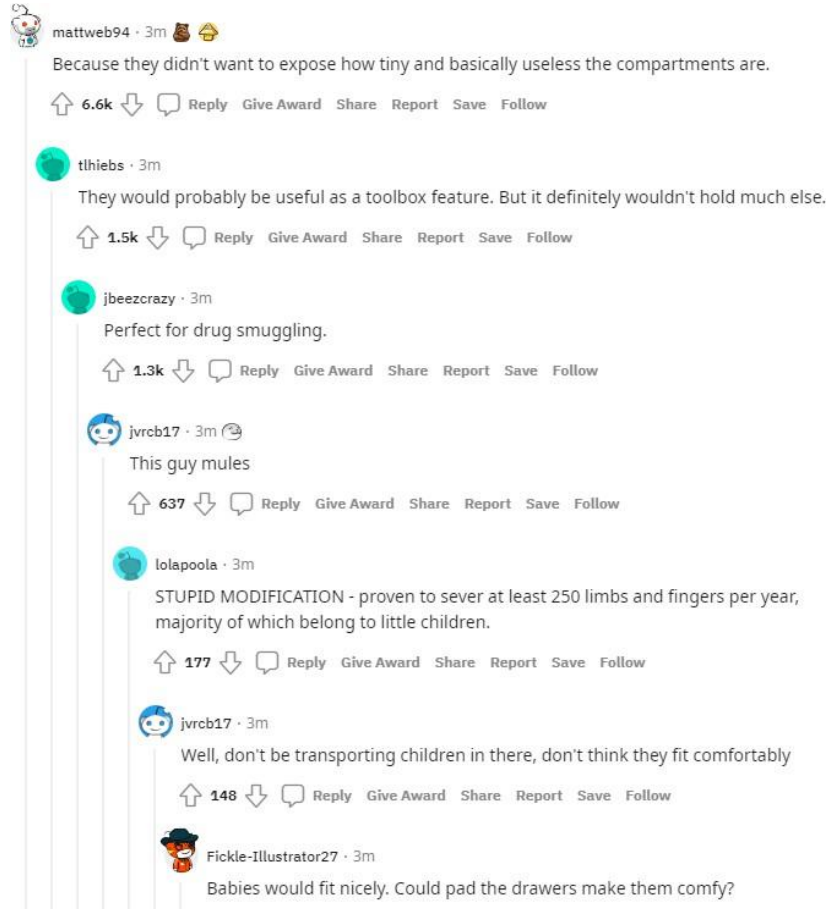 mattweb94 · 3m
Because they didn't want to expose how tiny and basically useless the compartments are.
6.6k Reply Give Award Share Report Save Follow
tlhiebs · 3m
They would probably be useful as a toolbox feature. But it definitely wouldn't hold much else.
1.5k Reply Give Award Share Report Save Follow
jbeezcrazy · 3m
Perfect for drug smuggling.
1.3k Reply Give Award Share Report Save Follow
jvrcb17 · 3m
This guy mules
637 Reply Give Award Share Report Save Follow
lolapoola · 3m
STUPID MODIFICATION - proven to sever at least 250 limbs and fingers per year,
majority of which belong to little children.
177 Reply Give Award Share Report Save Follow
jvrcb17 · 3m
Well, don't be transporting children in there, don't think they fit comfortably
148 Reply Give Award Share Report Save Follow
Fickle-Illustrator27 · 3m
Babies would fit nicely. Could pad the drawers make them comfy?